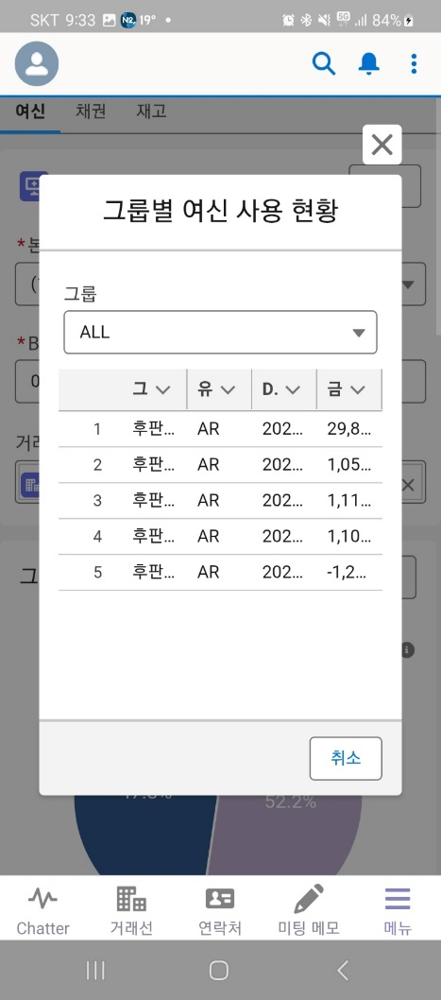 SKT 9:33 N2 19°
5G 84%
여신 채권 재고
그룹별 여신 사용 현황
*본
(
그룹
ALL
*B
0
그 유 D. 금
1 후판... AR 202... 29,8...
2 후판... AR 202... 1,05...
3 후판... AR 202... 1,11...
4 후판... AR 202... 1,10...
5 후판... AR 202... -1,2...
거래
그
취소
52.2%
Chatter 거래선 연락처 미팅 메모 메뉴